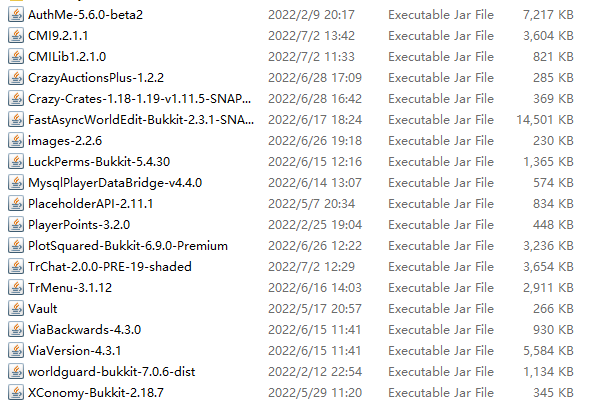 AuthMe-5.6.0-beta2 2022/2/9 20:17 Executable Jar File 7,217 KB
CMI9.2.1.1 2022/7/2 13:42 Executable Jar File 3,604 KB
CMILib1.2.1.0 2022/7/2 11:33 Executable Jar File 821 KB
CrazyAuctionsPlus-1.2.2 2022/6/28 17:09 Executable Jar File 285 KB
Crazy-Crates-1.18-1.19-v1.11.5-SNAP... 2022/6/28 16:42 Executable Jar File 369 KB
FastAsyncWorldEdit-Bukkit-2.3.1-SNA... 2022/6/17 18:24 Executable Jar File 14,501 KB
images-2.2.6 2022/6/26 19:18 Executable Jar File 230 KB
LuckPerms-Bukkit-5.4.30 2022/6/15 12:16 Executable Jar File 1,365 KB
MysqlPlayerDataBridge-v4.4.0 2022/6/14 13:07 Executable Jar File 574 KB
PlaceholderAPI-2.11.1 2022/5/7 20:34 Executable Jar File 834 KB
PlayerPoints-3.2.0 2022/2/25 19:04 Executable Jar File 448 KB
PlotSquared-Bukkit-6.9.0-Premium 2022/6/26 12:22 Executable Jar File 3,236 KB
TrChat-2.0.0-PRE-19-shaded 2022/7/2 12:29 Executable Jar File 3,654 KB
TrMenu-3.1.12 2022/6/16 14:03 Executable Jar File 2,911 KB
Vault 2022/5/17 20:57 Executable Jar File 266 KB
ViaBackwards-4.3.0 2022/6/15 11:41 Executable Jar File 930 KB
ViaVersion-4.3.1 2022/6/15 11:41 Executable Jar File 5,584 KB
worldguard-bukkit-7.0.6-dist 2022/2/12 22:54 Executable Jar File 1,134 KB
XConomy-Bukkit-2.18.7 2022/5/29 11:20 Executable Jar File 345 KB